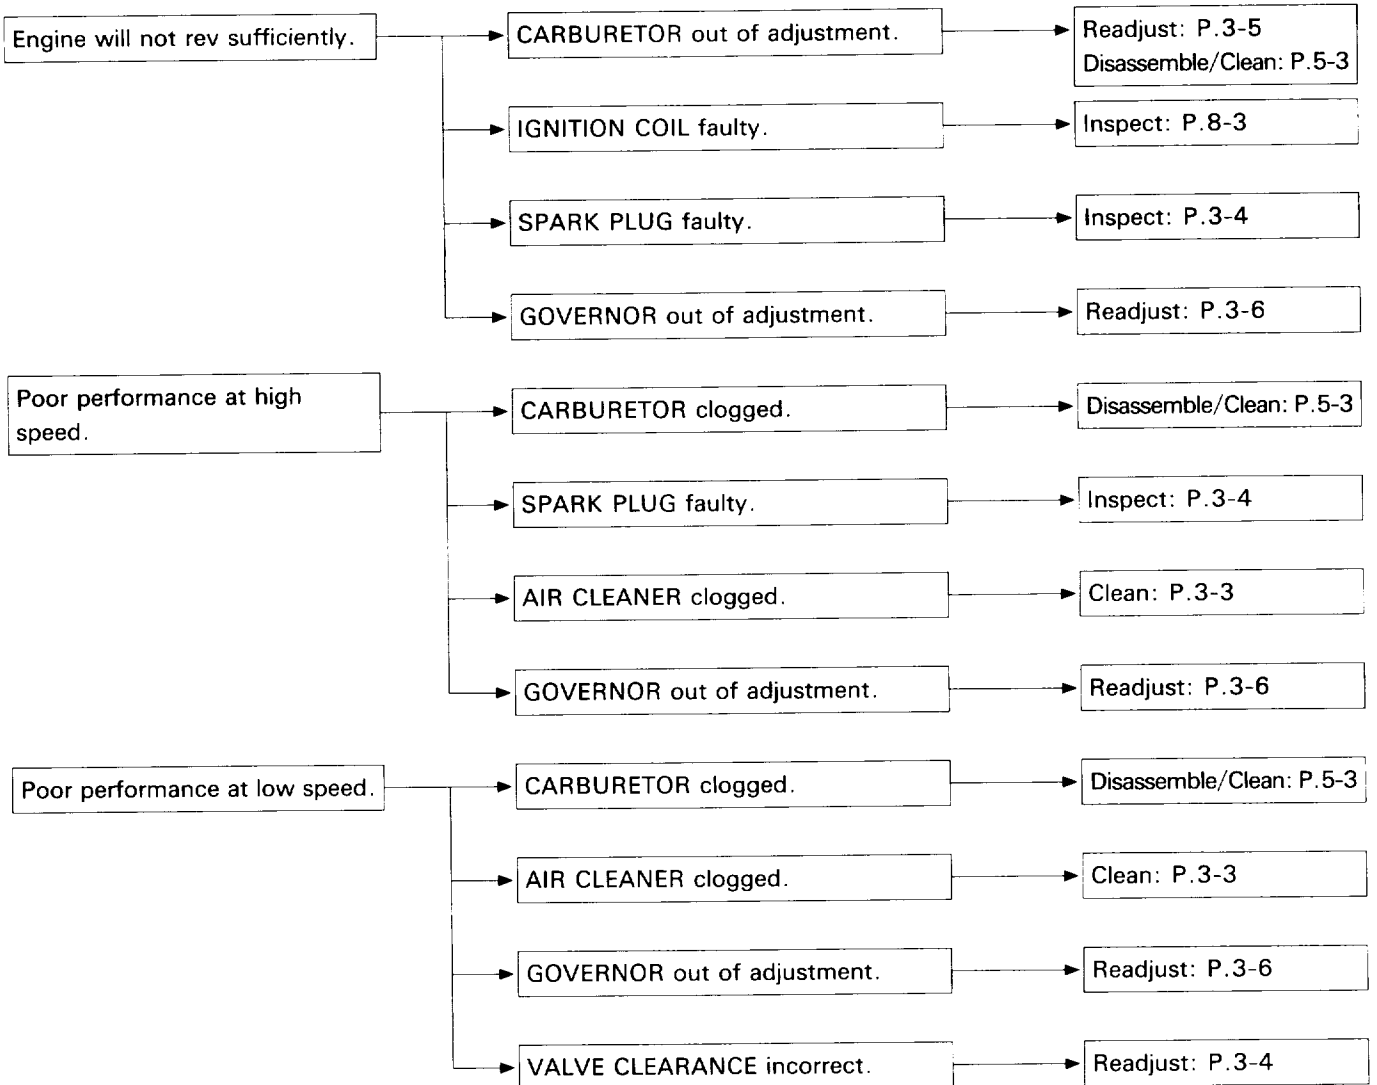 Engine will not rev sufficiently.
CARBURETOR out of adjustment.
Readjust: P.3-5
Disassemble/Clean: P.5-3
IGNITION COIL faulty.
Inspect: P.8-3
SPARK PLUG faulty.
Inspect: P.3-4
GOVERNOR out of adjustment.
Readjust: P.3-6
Poor performance at high
speed.
CARBURETOR clogged.
Disassemble/Clean: P.5-3
SPARK PLUG faulty.
Inspect: P.3-4
AIR CLEANER clogged.
Clean: P.3-3
GOVERNOR out of adjustment.
Readjust: P.3-6
Poor performance at low speed.
CARBURETOR clogged.
Disassemble/Clean: P.5-3
AIR CLEANER clogged.
Clean: P.3-3
GOVERNOR out of adjustment.
Readjust: P.3-6
VALVE CLEARANCE incorrect.
Readjust: P.3-4